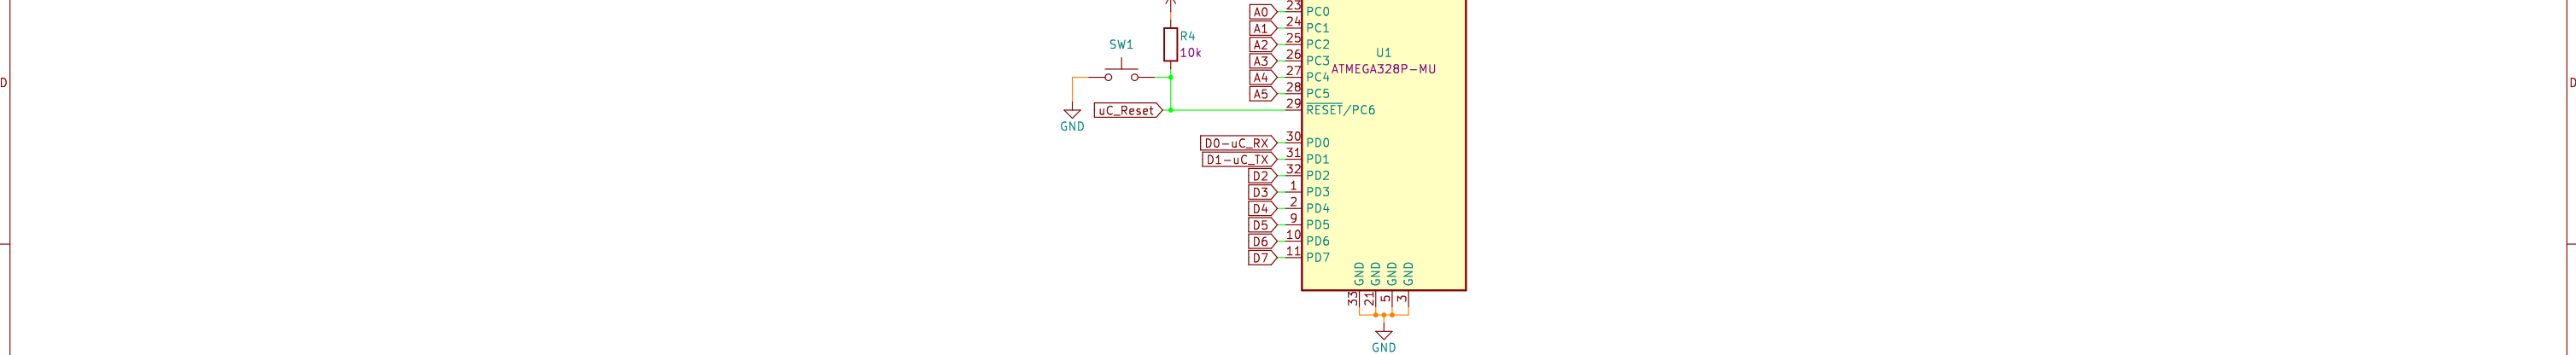 23
A0 PC0
24
A1 PC1
R4
25
SW1 A2 PC2
10k
26
U1
A3 PC3
27
ATMEGA328P-MU
A4 PC4
D D
28
A5 PC5
29
uC_Reset RESET/PC6
GND
30
D0-uC_RX PD0
31
D1-uC_TX PD1
32
D2 PD2
1
D3 PD3
2
D4 PD4
9
D5 PD5
10
D6 PD6
11
D7 PD7
GND GND GND GND
33 21 5 3
GND